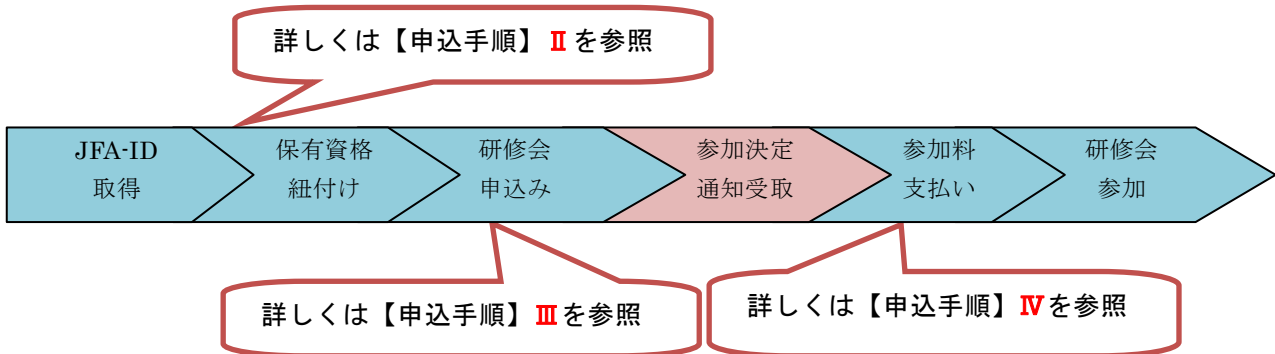 詳しくは【申込手順】Ⅱを参照
JFA-ID
取得
保有資格
紐付け
研修会
申込み
参加決定
通知受取
参加料
支払い
研修会
参加
詳しくは【申込手順】Ⅲを参照
詳しくは【申込手順】Ⅳを参照